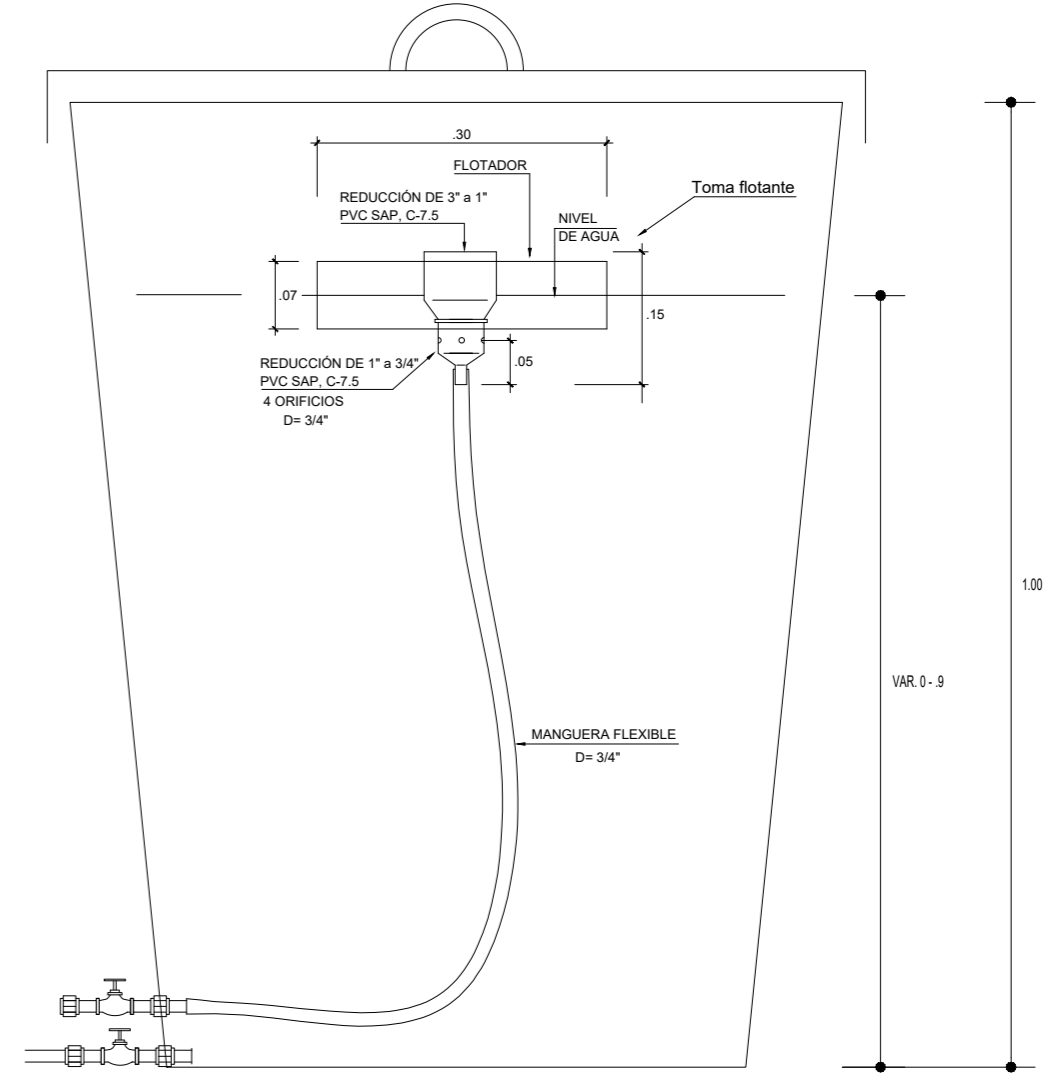 .30
FLOTADOR
REDUCCIÓN DE 3" a 1"
PVC SAP, C-7.5
Toma flotante
NIVEL
DE AGUA
.07
.15
.05
REDUCCIÓN DE 1" a 3/4"
PVC SAP, C-7.5
4 ORIFICIOS
D= 3/4"
1.00
VAR. 0 - .9
MANGUERA FLEXIBLE
D= 3/4"